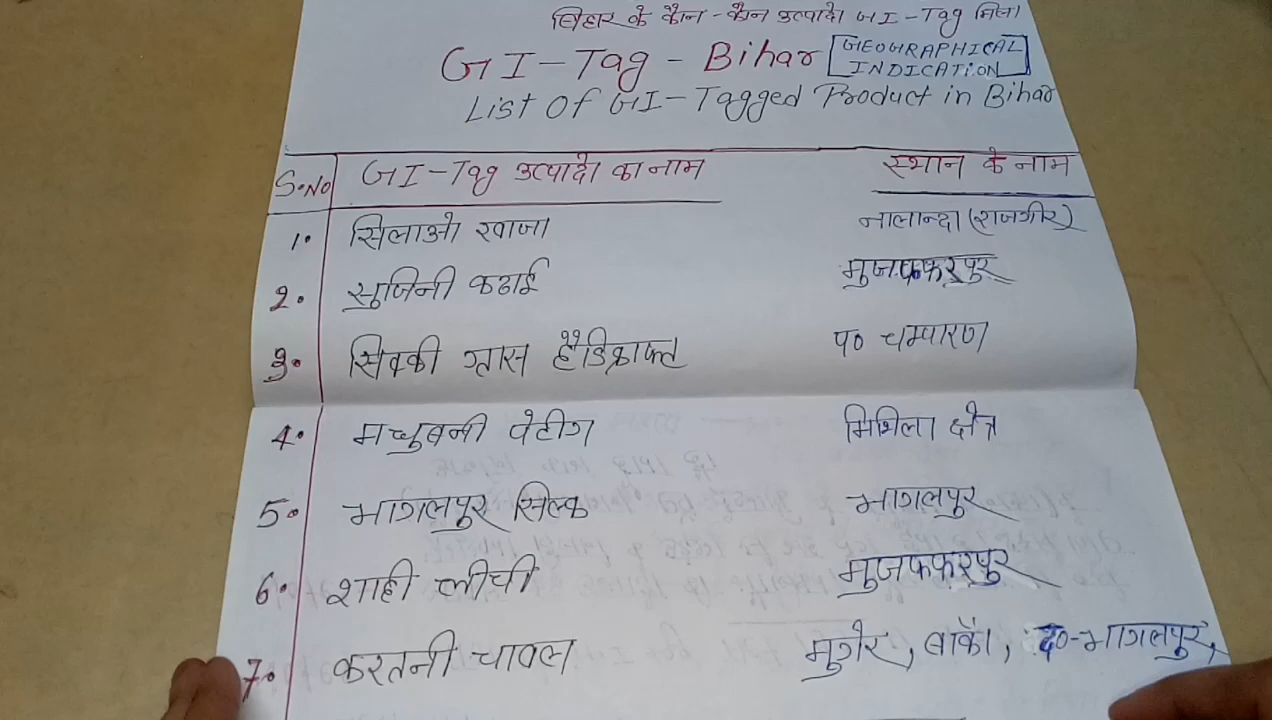 बिहार के कौन-कौन उत्पादो GI-Tag मिला
GI-Tag-Bihar [GEOGRAPHICAL INDICATION]
List of GI-Tagged Product in Bihar
S.No GI-Tag उत्पादो का नाम स्थान के नाम
1. सिलाओ खाजा नालान्दा (राजगीर)
2. सुजिनी कढाई मुजफ्फरपुर
3. सिक्की ग्रास हैंडिक्राफ्ट प० चम्पारण
4. मधुबनी पेटीग मिथिला क्षेत्र
5. भागलपुर सिल्क भागलपुर
6. शाही लीची मुजफ्फरपुर
7. करतनी चावल मुगेर, बाकाँ, द०-भागलपुर,